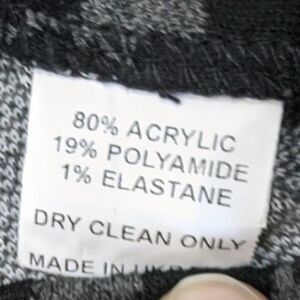 80% ACRYLIC
19% POLYAMIDE
1% ELASTANE
DRY CLEAN ONLY
MADE IN